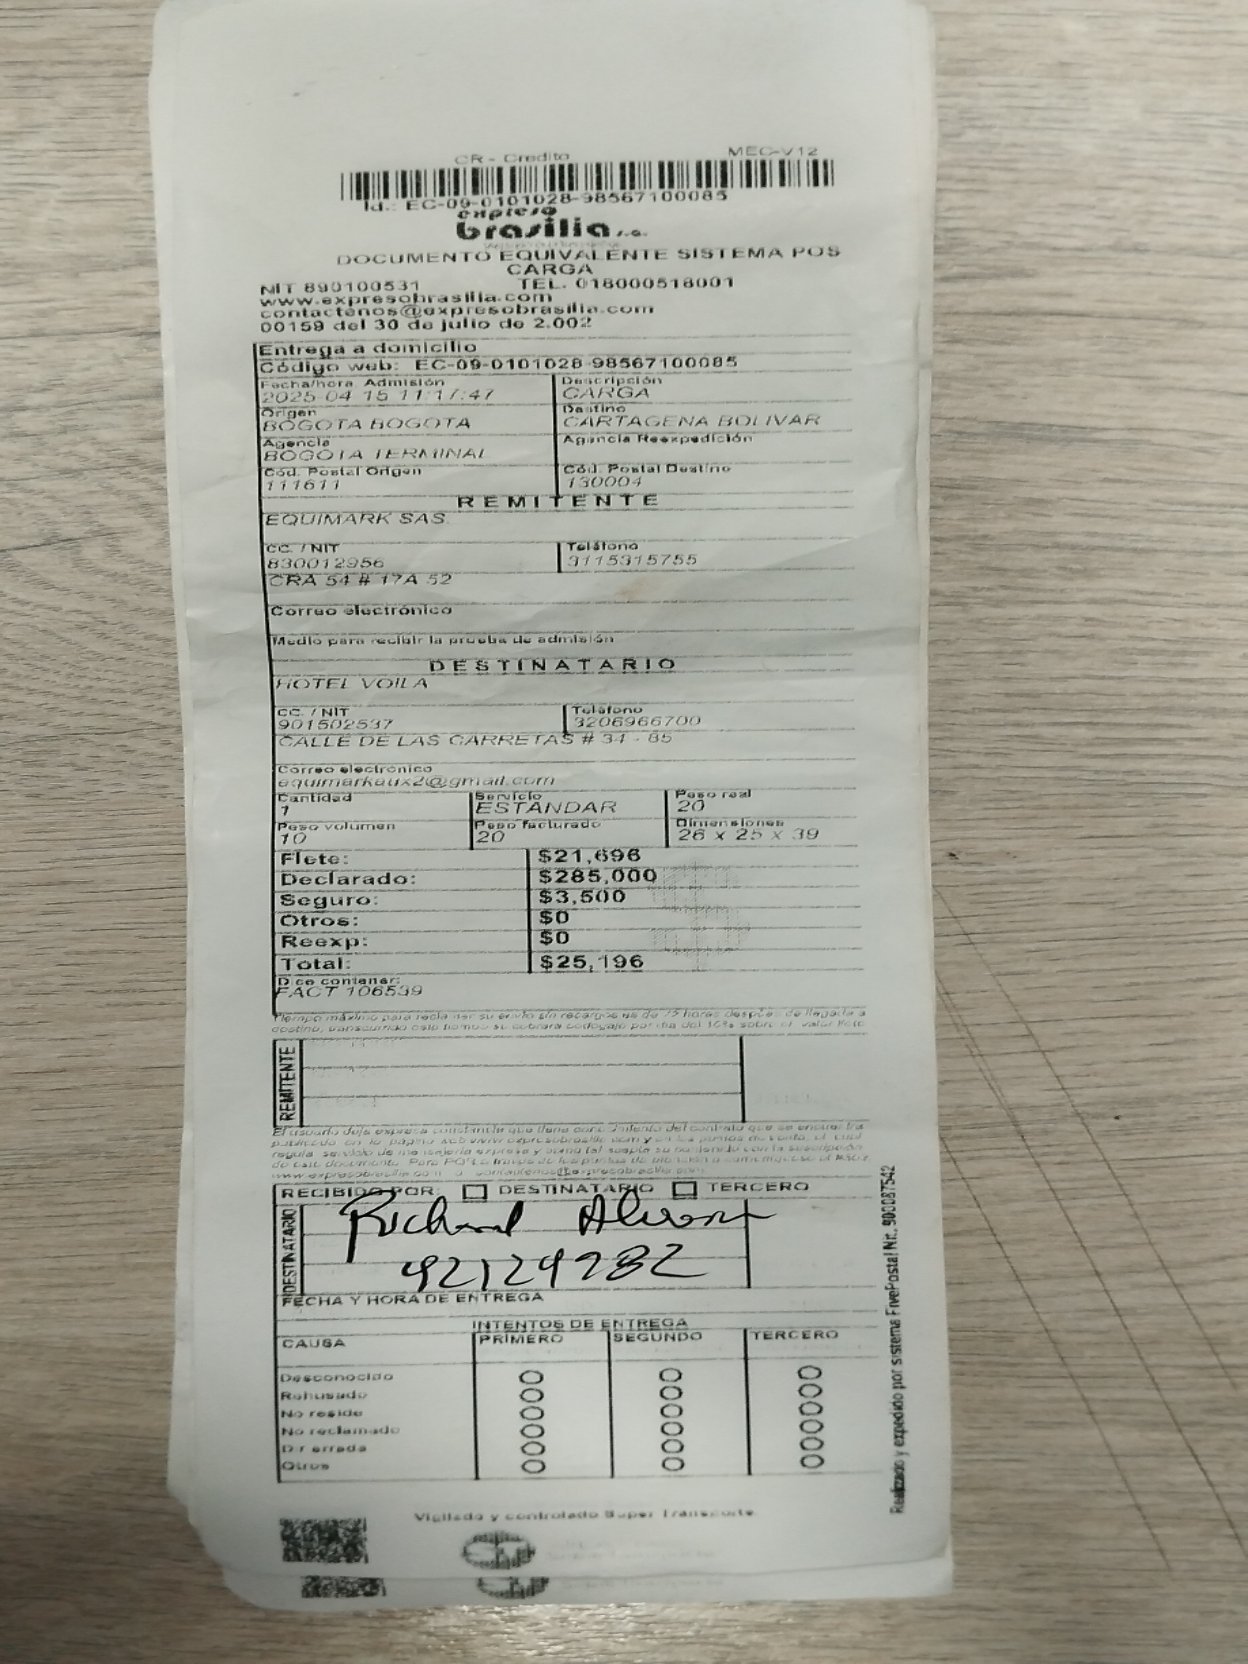 CR - Credito MEC-V12
Id.: EC-09-0101028-98567100085
expreso
brasilia s.a.
DOCUMENTO EQUIVALENTE SISTEMA POS
CARGA
NIT 890100531 TEL. 018000518001
www.expresobrasilia.com
contactenos@expresobrasilia.com
00159 del 30 de julio de 2.002
Entrega a domicilio
Código web: EC-09-0101028-98567100085
Fecha/hora Admisión Descripción
2025-04-15 11:17:47 CARGA
Origen Destino
BOGOTA BOGOTA CARTAGENA BOLIVAR
Agencia Agencia Reexpedición
BOGOTA TERMINAL
Cód. Postal Origen Cód. Postal Destino
111611 130004
REMITENTE
EQUIMARK SAS.
CC. / NIT Teléfono
830012956 3115315755
CRA 54 # 17A 52
Correo electrónico
Medio para recibir la prueba de admisión
DESTINATARIO
HOTEL VOILA
CC. / NIT Teléfono
901502537 3206966700
CALLE DE LAS CARRETAS # 34 - 85
Correo electrónico
equimarkaux2@gmail.com
Cantidad Servicio Peso real
1 ESTANDAR 20
Peso volumen Peso facturado Dimensiones
10 20 26 x 25 x 39
Flete: $21,696
Declarado: $285,000
Seguro: $3,500
Otros: $0
Reexp: $0
Total: $25,196
Dice contener:
FACT 106539
REMITENTE
RECIBIDO POR: DESTINATARIO TERCERO
DESTINATARIO
Richard
92129282
FECHA Y HORA DE ENTREGA
INTENTOS DE ENTREGA
CAUSA PRIMERO SEGUNDO TERCERO
Desconocido
Rehusado
No reside
No reclamado
Dir errada
Otros
Realizado y expedido por sistema FivePostal Nit. 900087542
Vigilado y controlado Super Transporte